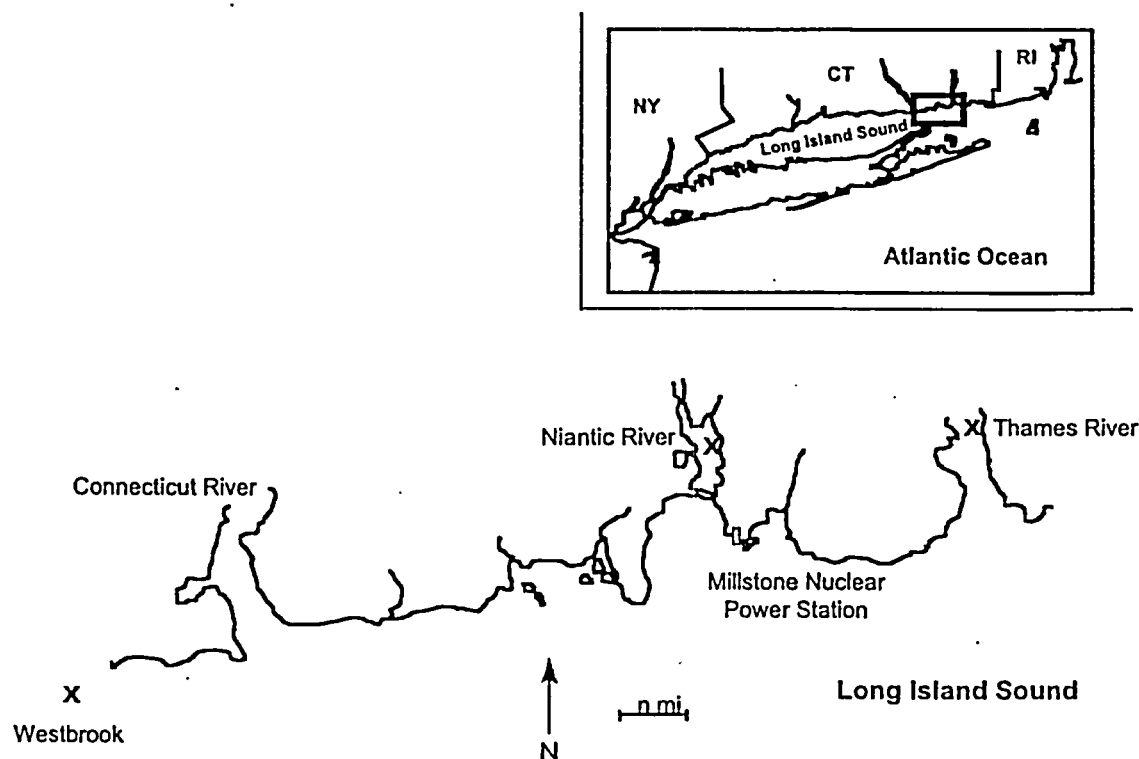 RI
CT
NY
Long Island Sound
Atlantic Ocean
Niantic River
X
X
Thames River
Connecticut River
Millstone Nuclear
Power Station
X
Long Island Sound
n mi
Westbrook
N